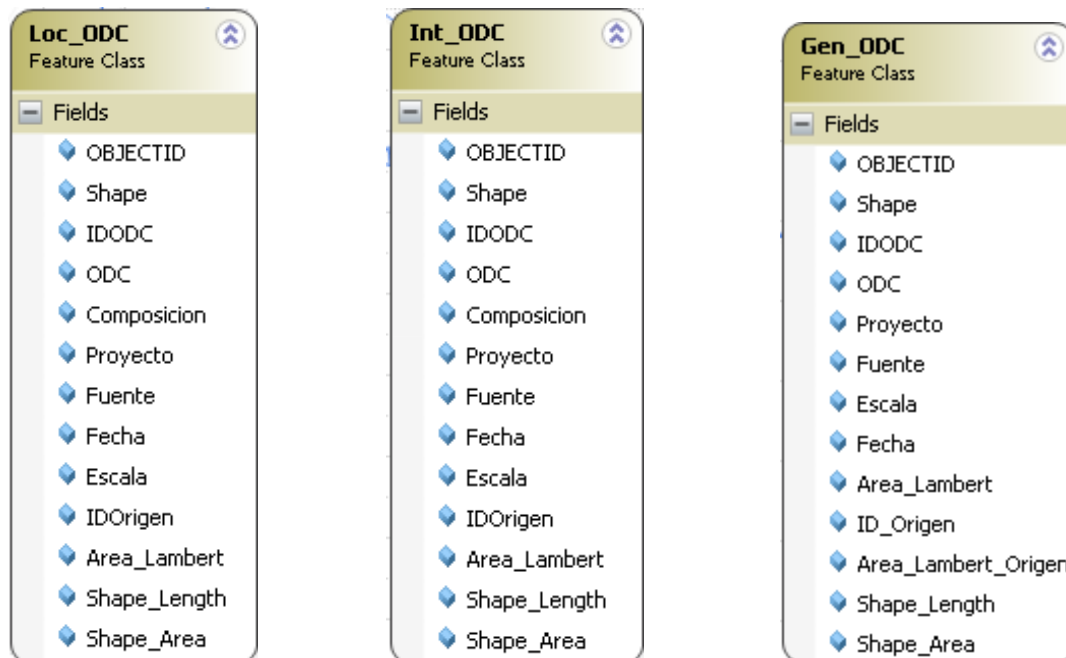 Loc_ODC
Feature Class
Fields
OBJECTID
Shape
IDODC
ODC
Composicion
Proyecto
Fuente
Fecha
Escala
IDOrigen
Area_Lambert
Shape_Length
Shape_Area
Int_ODC
Feature Class
Fields
OBJECTID
Shape
IDODC
ODC
Composicion
Proyecto
Fuente
Fecha
Escala
IDOrigen
Area_Lambert
Shape_Length
Shape_Area
Gen_ODC
Feature Class
Fields
OBJECTID
Shape
IDODC
ODC
Proyecto
Fuente
Escala
Fecha
Area_Lambert
ID_Origen
Area_Lambert_Origen
Shape_Length
Shape_Area